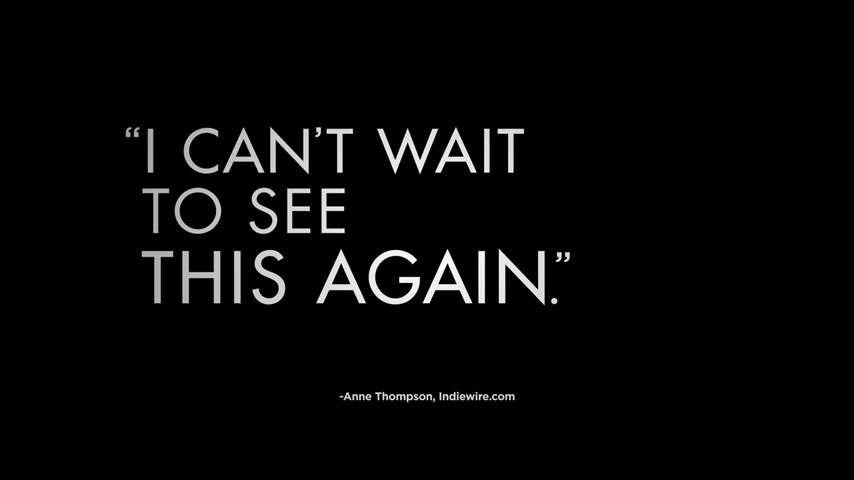 “I CAN’T WAIT
TO SEE
THIS AGAIN.”
-Anne Thompson, Indiewire.com